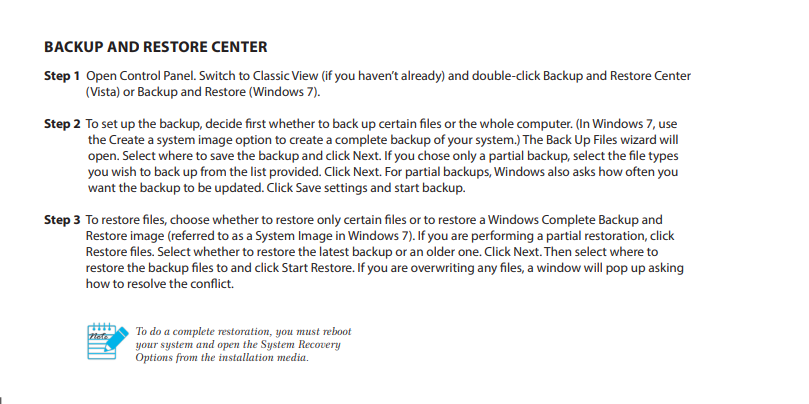 BACKUP AND RESTORE CENTER
Step 1 Open Control Panel. Switch to Classic View (if you haven't already) and double-click Backup and Restore Center
(Vista) or Backup and Restore (Windows 7).
Step 2 To set up the backup, decide first whether to back up certain files or the whole computer. (In Windows 7, use
the Create a system image option to create a complete backup of your system.) The Back Up Files wizard will
open. Select where to save the backup and click Next. If you chose only a partial backup, select the file types
you wish to back up from the list provided. Click Next. For partial backups, Windows also asks how often you
want the backup to be updated. Click Save settings and start backup.
Step 3 To restore files, choose whether to restore only certain files or to restore a Windows Complete Backup and
Restore image (referred to as a System Image in Windows 7). If you are performing a partial restoration, click
Restore files. Select whether to restore the latest backup or an older one. Click Next. Then select where to
restore the backup files to and click Start Restore. If you are overwriting any files, a window will pop up asking
how to resolve the conflict.
Note
To do a complete restoration, you must reboot
your system and open the System Recovery
Options from the installation media.